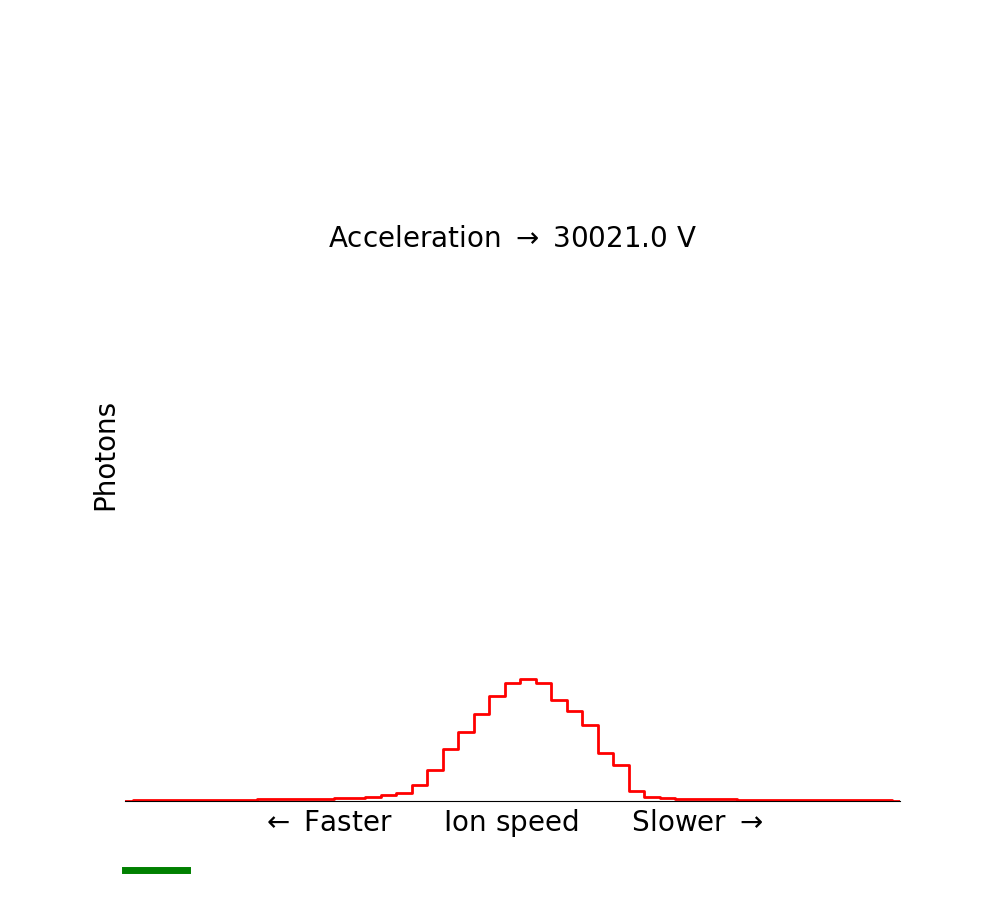 Acceleration → 30021.0 V
Photons
← Faster
Ion speed
Slower →